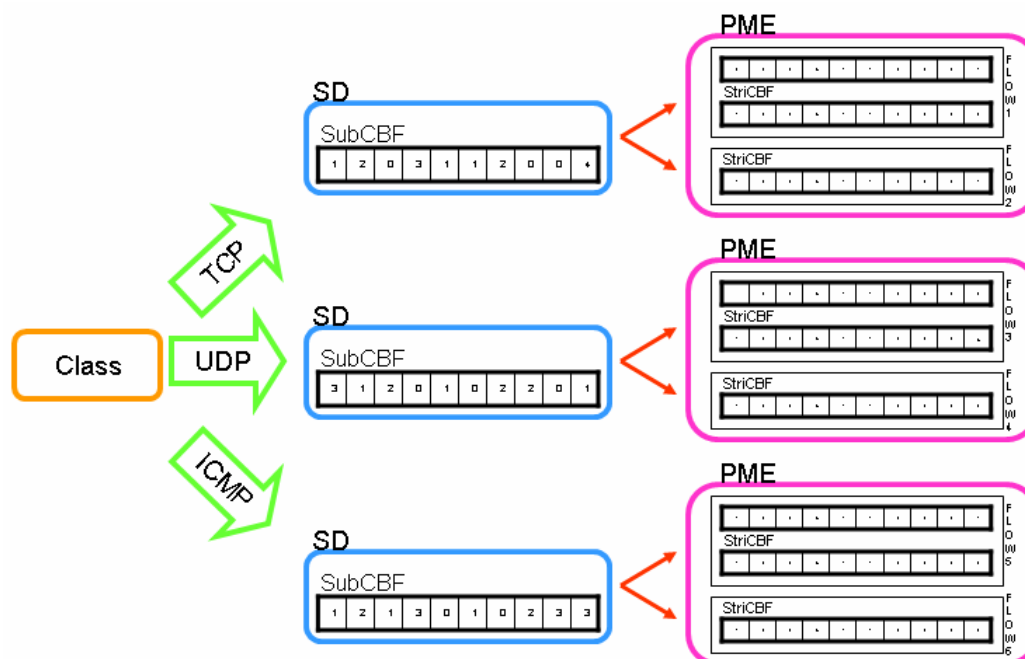 PME
FLOW1
StriCBF
SD
SubCBF
1 2 0 3 1 1 2 0 0 4
StriCBF
FLOW2
TCP
PME
FLOW3
StriCBF
SD
SubCBF
3 1 2 0 1 0 2 2 0 1
StriCBF
FLOW4
Class
UDP
ICMP
PME
FLOW5
StriCBF
SD
SubCBF
1 2 1 3 0 1 0 2 3 3
StriCBF
FLOW6